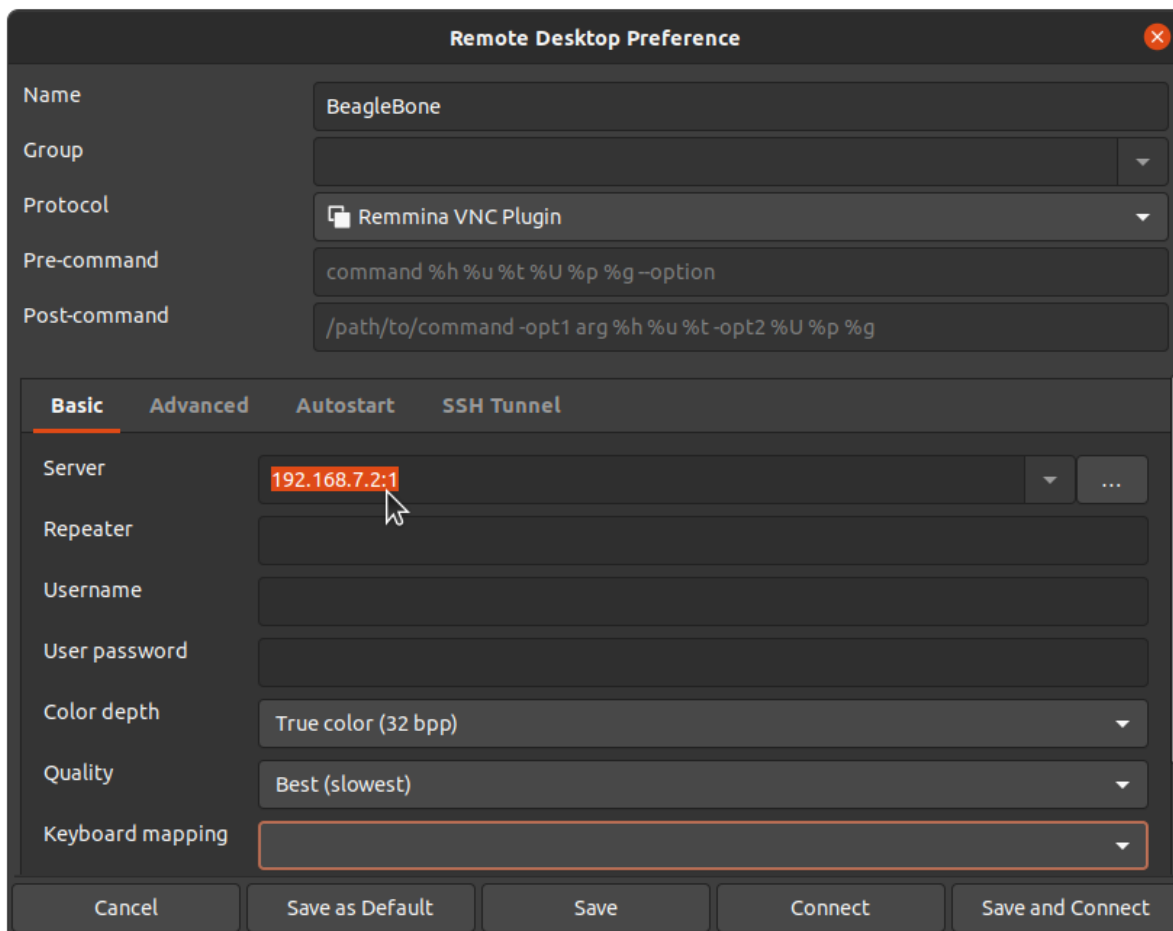 Remote Desktop Preference
Name
BeagleBone
Group
Protocol
Remmina VNC Plugin
Pre-command
command %h %u %t %U %p %g --option
Post-command
/path/to/command -opt1 arg %h %u %t -opt2 %U %p %g
Basic Advanced Autostart SSH Tunnel
Server
192.168.7.2:1
...
Repeater
Username
User password
Color depth
True color (32 bpp)
Quality
Best (slowest)
Keyboard mapping
Cancel Save as Default Save Connect Save and Connect